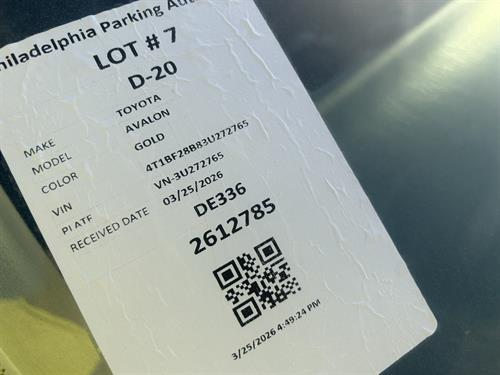 hiladelphia Parking Aut
LOT # 7
D-20
MAKE TOYOTA
MODEL AVALON
COLOR GOLD
VIN 4T1BF28B83U272765
PLATE VN-3U272765
RECEIVED DATE 03/25/2026
DE336
2612785
3/25/2026 4:49:24 PM